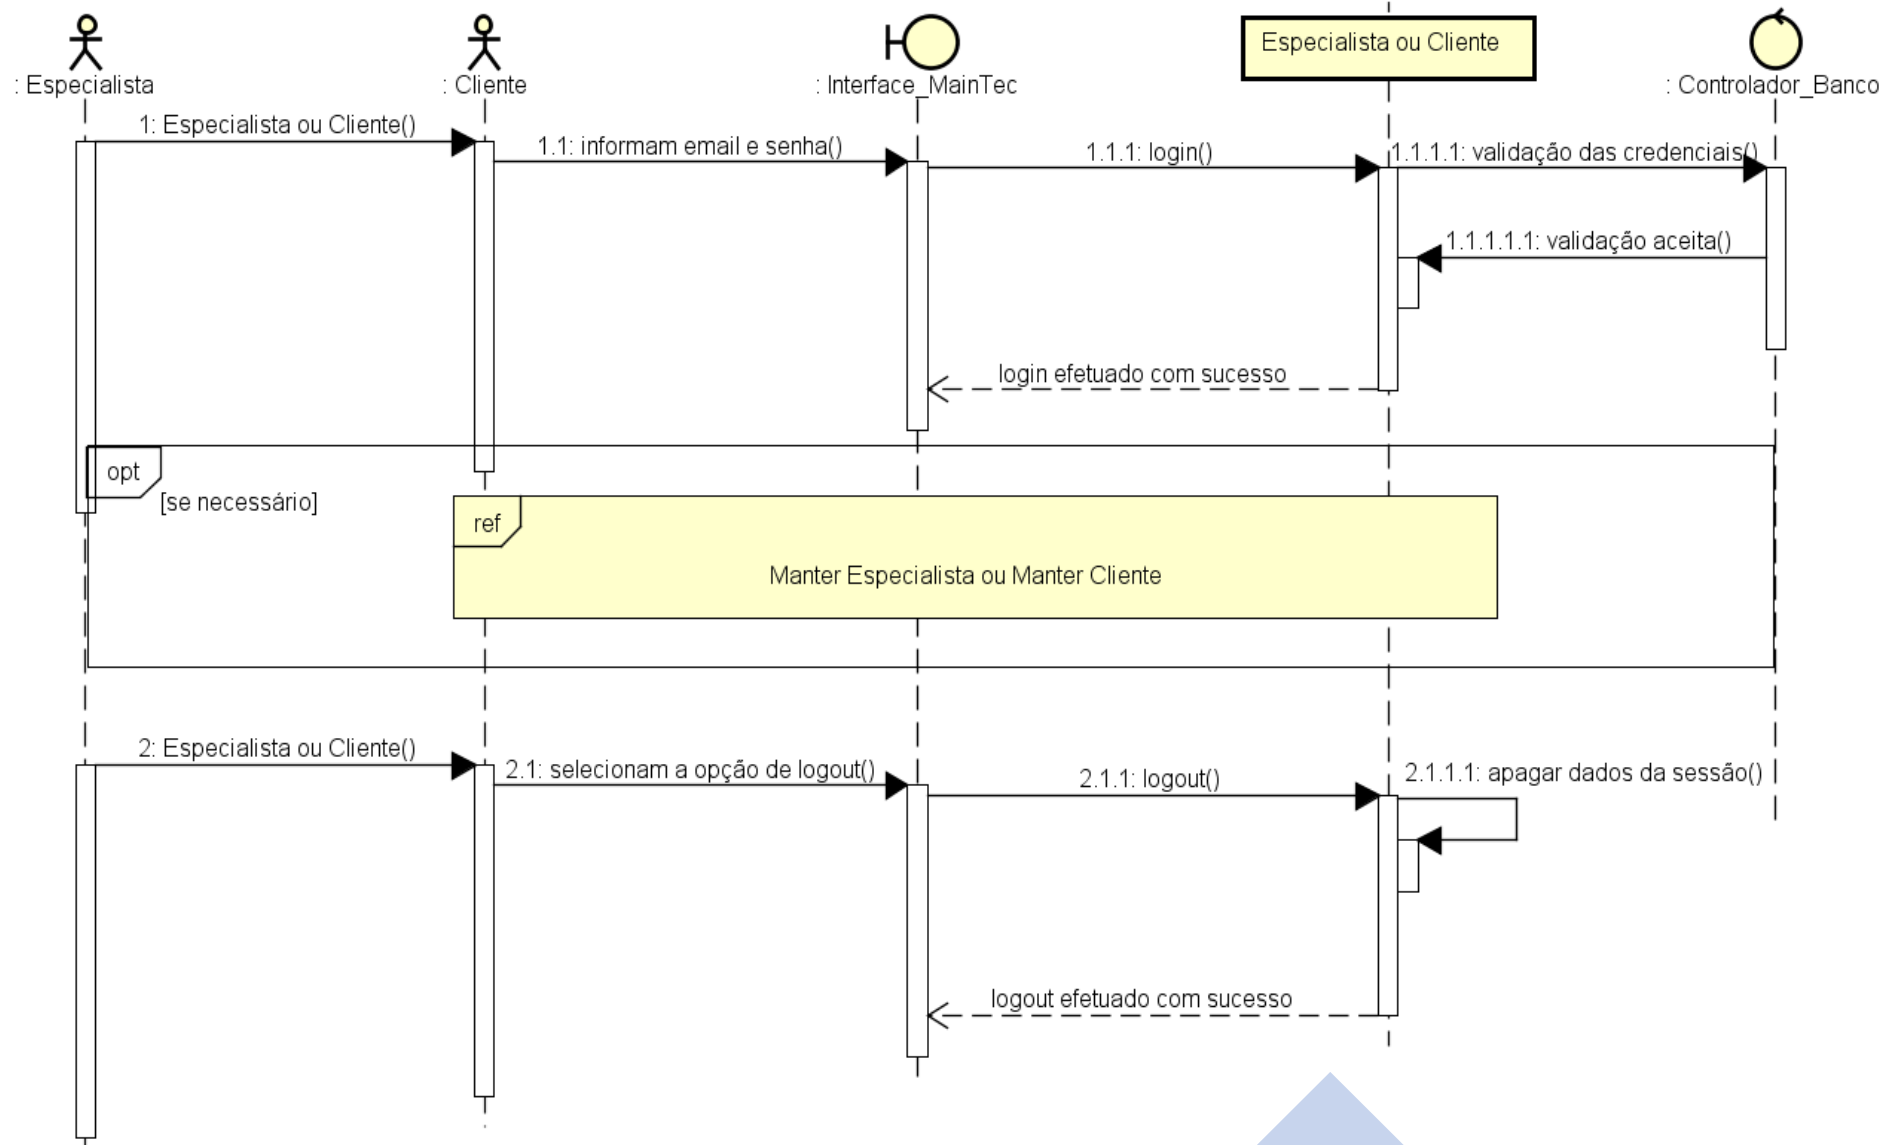 : Especialista
: Cliente
: Interface_MainTec
Especialista ou Cliente
: Controlador_Banco
1: Especialista ou Cliente()
1.1: informam email e senha()
1.1.1: login()
1.1.1.1: validação das credenciais()
1.1.1.1.1: validação aceita()
login efetuado com sucesso
opt
[se necessário]
ref
Manter Especialista ou Manter Cliente
2: Especialista ou Cliente()
2.1: selecionam a opção de logout()
2.1.1: logout()
2.1.1.1: apagar dados da sessão()
logout efetuado com sucesso